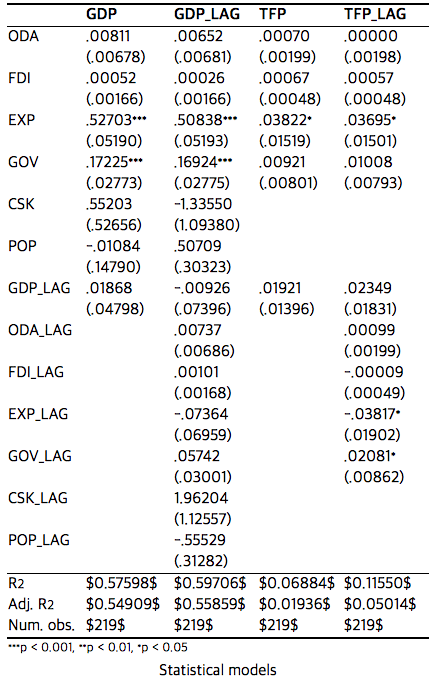 GDP GDP_LAG TFP TFP_LAG
ODA .00811 .00652 .00070 .00000
(.00678) (.00681) (.00199) (.00198)
FDI .00052 .00026 .00067 .00057
(.00166) (.00166) (.00048) (.00048)
EXP .52703*** .50838*** .03822* .03695*
(.05190) (.05193) (.01519) (.01501)
GOV .17225*** .16924*** .00921 .01008
(.02773) (.02775) (.00801) (.00793)
CSK .55203 -1.33550
(.52656) (1.09380)
POP -.01084 .50709
(.14790) (.30323)
GDP_LAG .01868 -.00926 .01921 .02349
(.04798) (.07396) (.01396) (.01831)
ODA_LAG .00737 .00099
(.00686) (.00199)
FDI_LAG .00101 -.00009
(.00168) (.00049)
EXP_LAG -.07364 -.03817*
(.06959) (.01902)
GOV_LAG .05742 .02081*
(.03001) (.00862)
CSK_LAG 1.96204
(1.12557)
POP_LAG -.55529
(.31282)
R2 $0.57598$ $0.59706$ $0.06884$ $0.11550$
Adj. R2 $0.54909$ $0.55859$ $0.01936$ $0.05014$
Num. obs. $219$ $219$ $219$ $219$
***p < 0.001, **p < 0.01, *p < 0.05
Statistical models